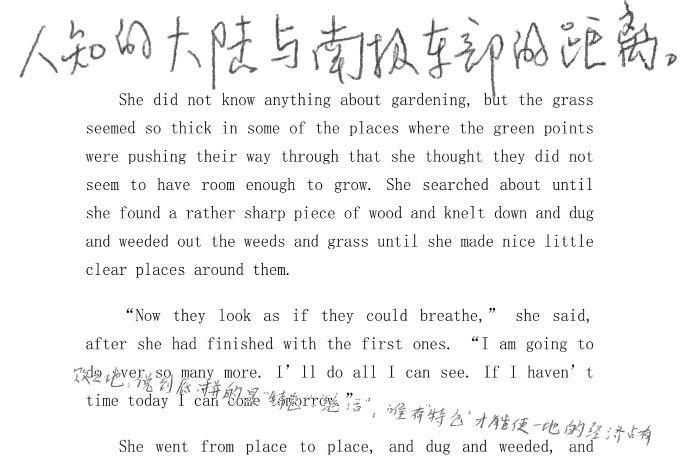 人知的大陆与南极东部的距离。
She did not know anything about gardening, but the grass
seemed so thick in some of the places where the green points
were pushing their way through that she thought they did not
seem to have room enough to grow. She searched about until
she found a rather sharp piece of wood and knelt down and dug
and weeded out the weeds and grass until she made nice little
clear places around them.
“Now they look as if they could breathe,” she said,
after she had finished with the first ones. “I am going to
do ever so many more. I’ll do all I can see. If I haven’t
说到底拼的是“特色”，唯有“特色”才能使一地的经济占有
time today I can come tomorrow.”
She went from place to place, and dug and weeded, and